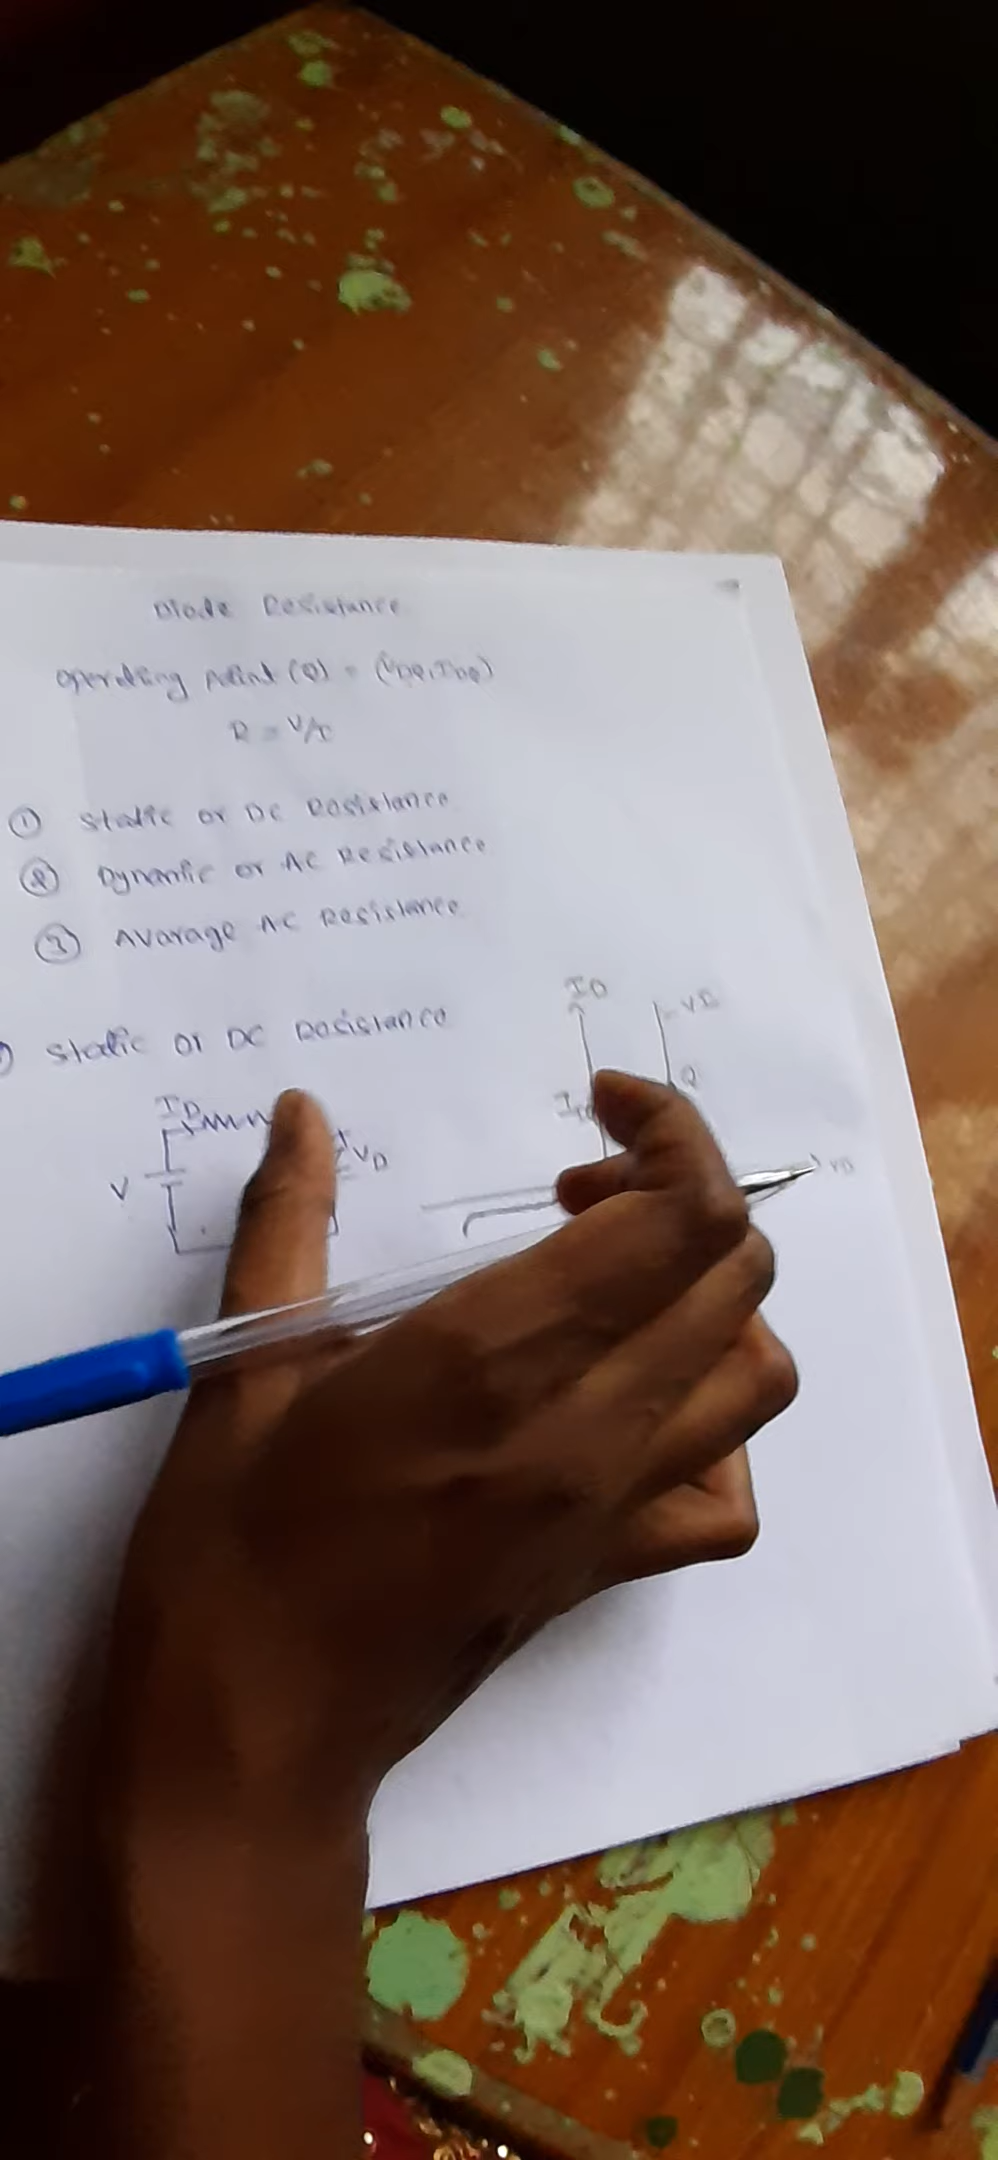 Diode Resistance
Operating point (Q) = (VDQ, IDQ)
R = V/I
① Static or DC Resistance
② Dynamic or AC Resistance
③ Avarage AC Resistance
Static or DC Resistance
ID
VI
ID
Q
V
+
VD
VD